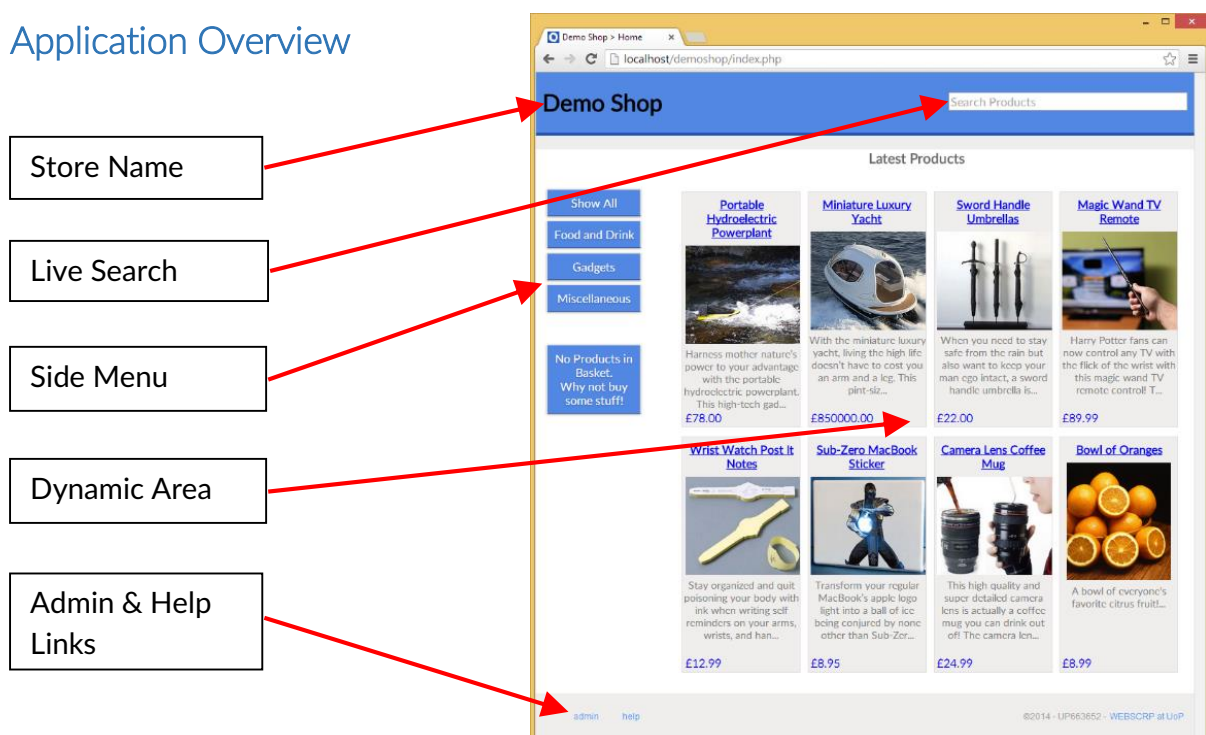 Application Overview
Store Name
Live Search
Side Menu
Dynamic Area
Admin & Help
Links
Demo Shop > Home
localhost/demoshop/index.php
Demo Shop
Search Products
Latest Products
Show All
Food and Drink
Gadgets
Miscellaneous
No Products in
Basket.
Why not buy
some stuff!
Portable
Hydroelectric
Powerplant
Harness mother nature's
power to your advantage
with the portable
hydroelectric powerplant.
This high-tech gad...
£78.00
Miniature Luxury
Yacht
With the miniature luxury
yacht, living the high life
doesn't have to cost you
an arm and a leg. This
pint-siz...
£850000.00
Sword Handle
Umbrellas
When you need to stay
safe from the rain but
also want to keep your
man ego intact, a sword
handle umbrella is...
£22.00
Magic Wand TV
Remote
Harry Potter fans can
now control any TV with
the flick of the wrist with
this magic wand TV
remote control! T...
£89.99
Wrist Watch Post It
Notes
Stay organized and quit
poisoning your body with
ink when writing self
reminders on your arms,
wrists, and han...
£12.99
Sub-Zero MacBook
Sticker
Transform your regular
MacBook's apple logo
light into a ball of ice
being conjured by none
other than Sub-Zer...
£8.95
Camera Lens Coffee
Mug
This high quality and
super detailed camera
lens is actually a coffee
mug you can drink out
of! The camera len...
£24.99
Bowl of Oranges
A bowl of everyone's
favorite citrus fruit!...
£8.99
admin help
©2014 - UP663652 - WEBSCRP at UoP